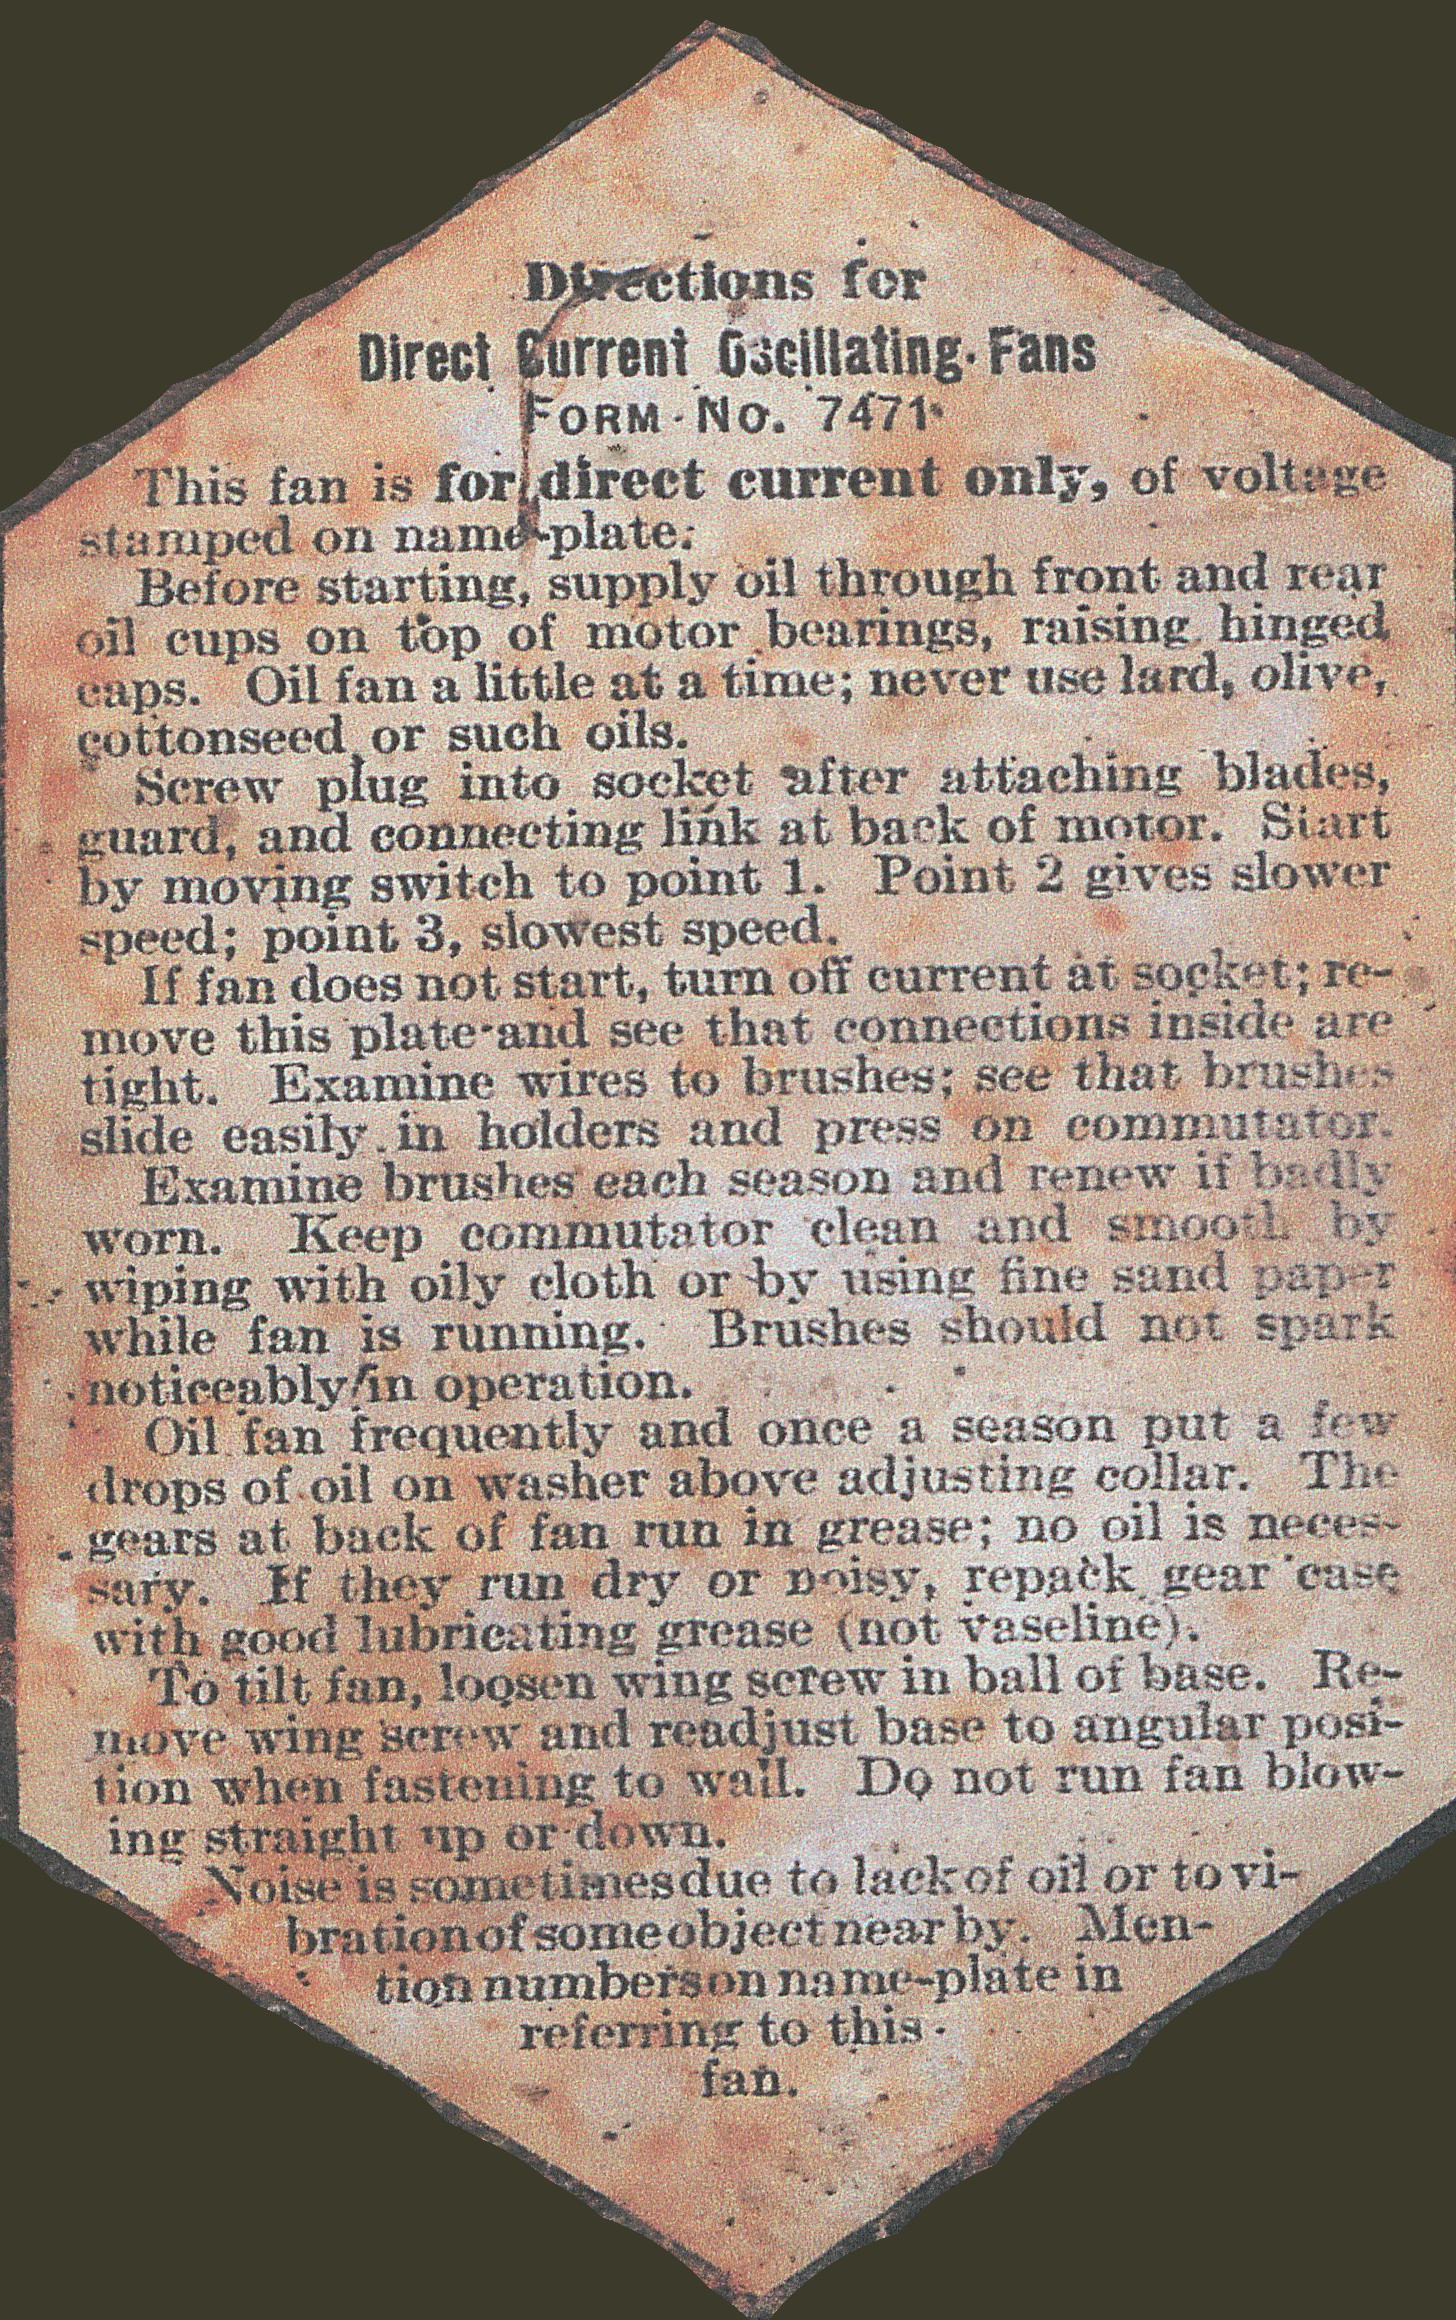 Directions for
Direct Current Oscillating Fans
FORM No. 7471
This fan is for direct current only, of voltage
stamped on name-plate.
Before starting, supply oil through front and rear
oil cups on top of motor bearings, raising hinged
caps. Oil fan a little at a time; never use lard, olive,
cottonseed or such oils.
Screw plug into socket after attaching blades,
guard, and connecting link at back of motor. Start
by moving switch to point 1. Point 2 gives slower
speed; point 3, slowest speed.
If fan does not start, turn off current at socket; re-
move this plate and see that connections inside are
tight. Examine wires to brushes; see that brushes
slide easily in holders and press on commutator.
Examine brushes each season and renew if badly
worn. Keep commutator clean and smooth by
wiping with oily cloth or by using fine sand paper
while fan is running. Brushes should not spark
noticeably in operation.
Oil fan frequently and once a season put a few
drops of oil on washer above adjusting collar. The
gears at back of fan run in grease; no oil is neces-
sary. If they run dry or noisy, repack gear case
with good lubricating grease (not vaseline).
To tilt fan, loosen wing screw in ball of base. Re-
move wing screw and readjust base to angular posi-
tion when fastening to wall. Do not run fan blow-
ing straight up or down.
Noise is sometimes due to lack of oil or to vi-
bration of some object near by. Men-
tion numbers on name-plate in
referring to this
fan.